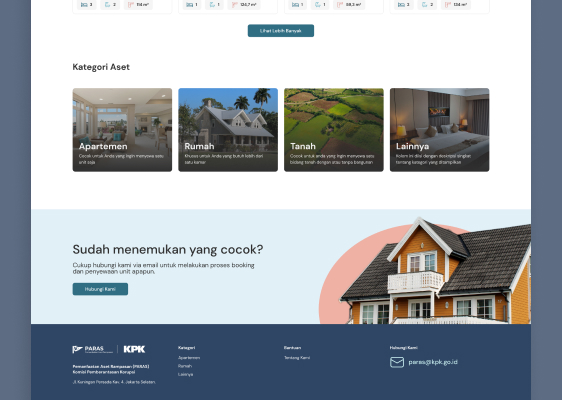 3 2 114 m²
1 1 124,7 m²
1 1 58,3 m²
3 2 134 m²
Lihat Lebih Banyak
Kategori Aset
Apartemen
Cocok untuk Anda yang ingin menyewa satu
unit saja
Rumah
Khusus untuk Anda yang butuh lebih dari
satu kamar
Tanah
Cocok untuk anda yang ingin menyewa satu
bidang tanah dengan atau tanpa bangunan
Lainnya
Kolom ini diisi dengan deskripsi singkat
tentang kategori yang ditampilkan
Sudah menemukan yang cocok?
Cukup hubungi kami via email untuk melakukan proses booking
dan penyewaan unit apapun.
Hubungi Kami
PARAS KPK
Pemanfaatan Aset Rampasan (PARAS)
Komisi Pemberantasan Korupsi
Jl. Kuningan Persada Kav. 4, Jakarta Selatan.
Kategori
Apartemen
Rumah
Lainnya
Bantuan
Tentang Kami
Hubungi Kami
paras@kpk.go.id